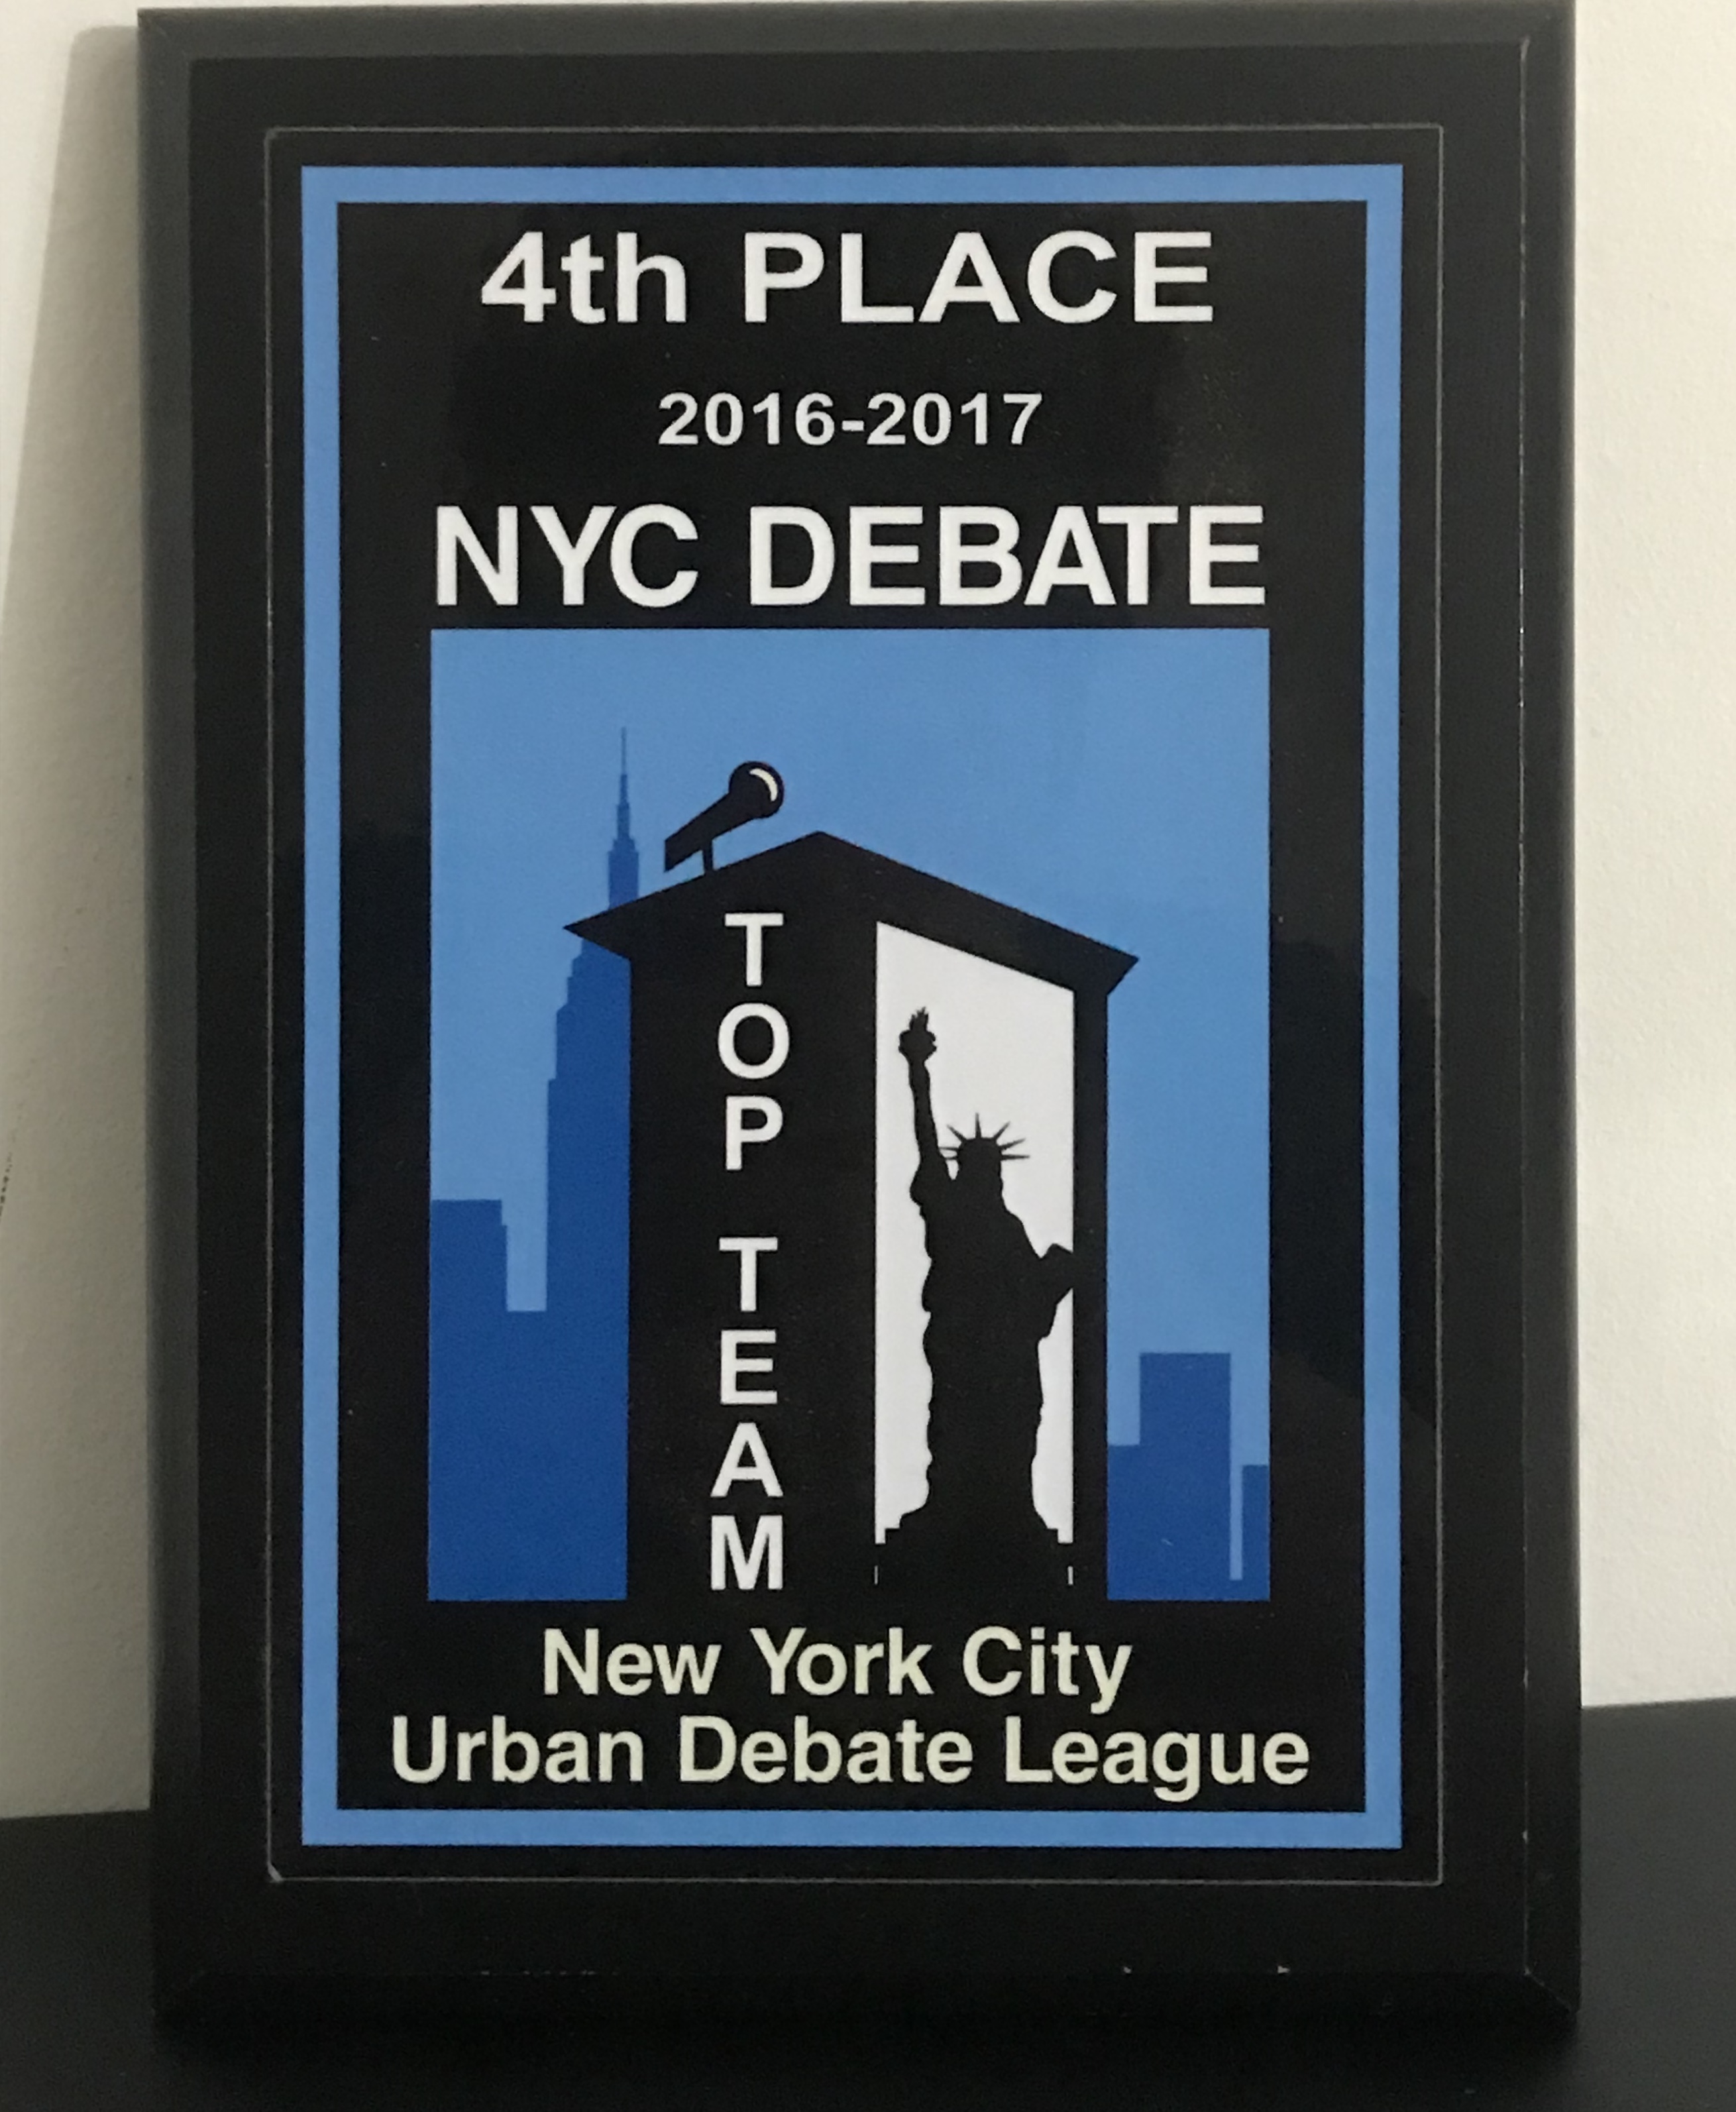 4th PLACE
2016-2017
NYC DEBATE
TOP TEAM
New York City
Urban Debate League